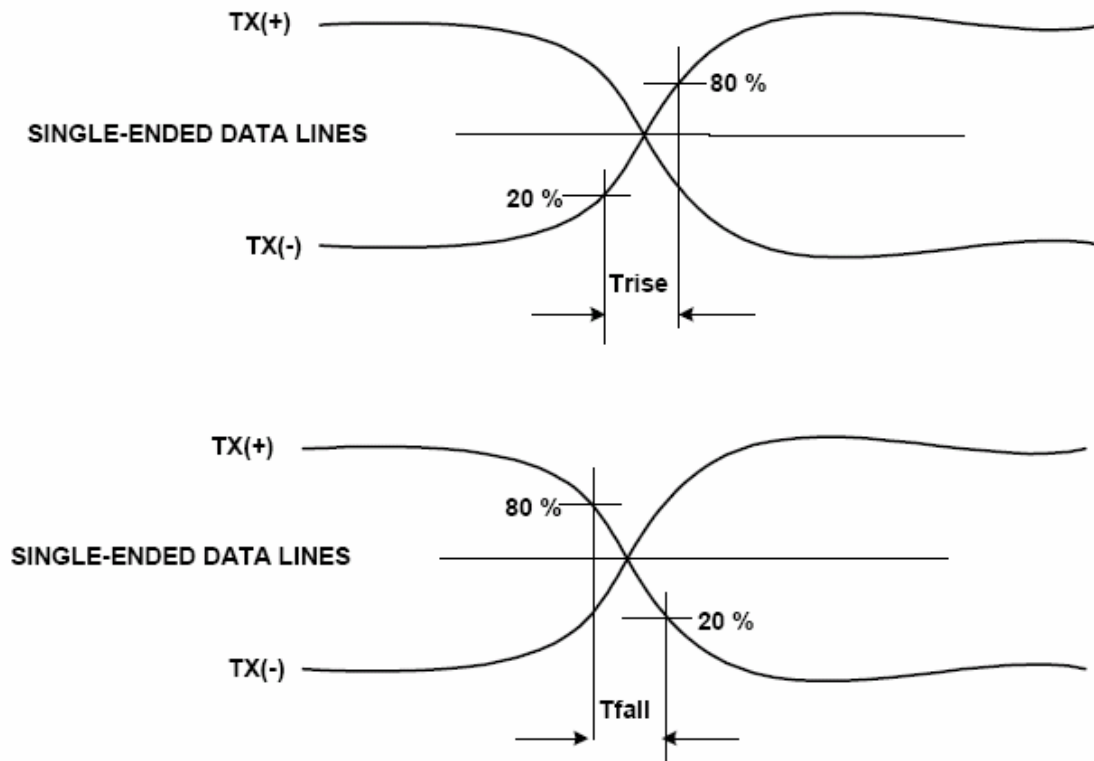 TX(+)
80 %
SINGLE-ENDED DATA LINES
20 %
TX(-)
Trise
TX(+)
80 %
SINGLE-ENDED DATA LINES
20 %
TX(-)
Tfall